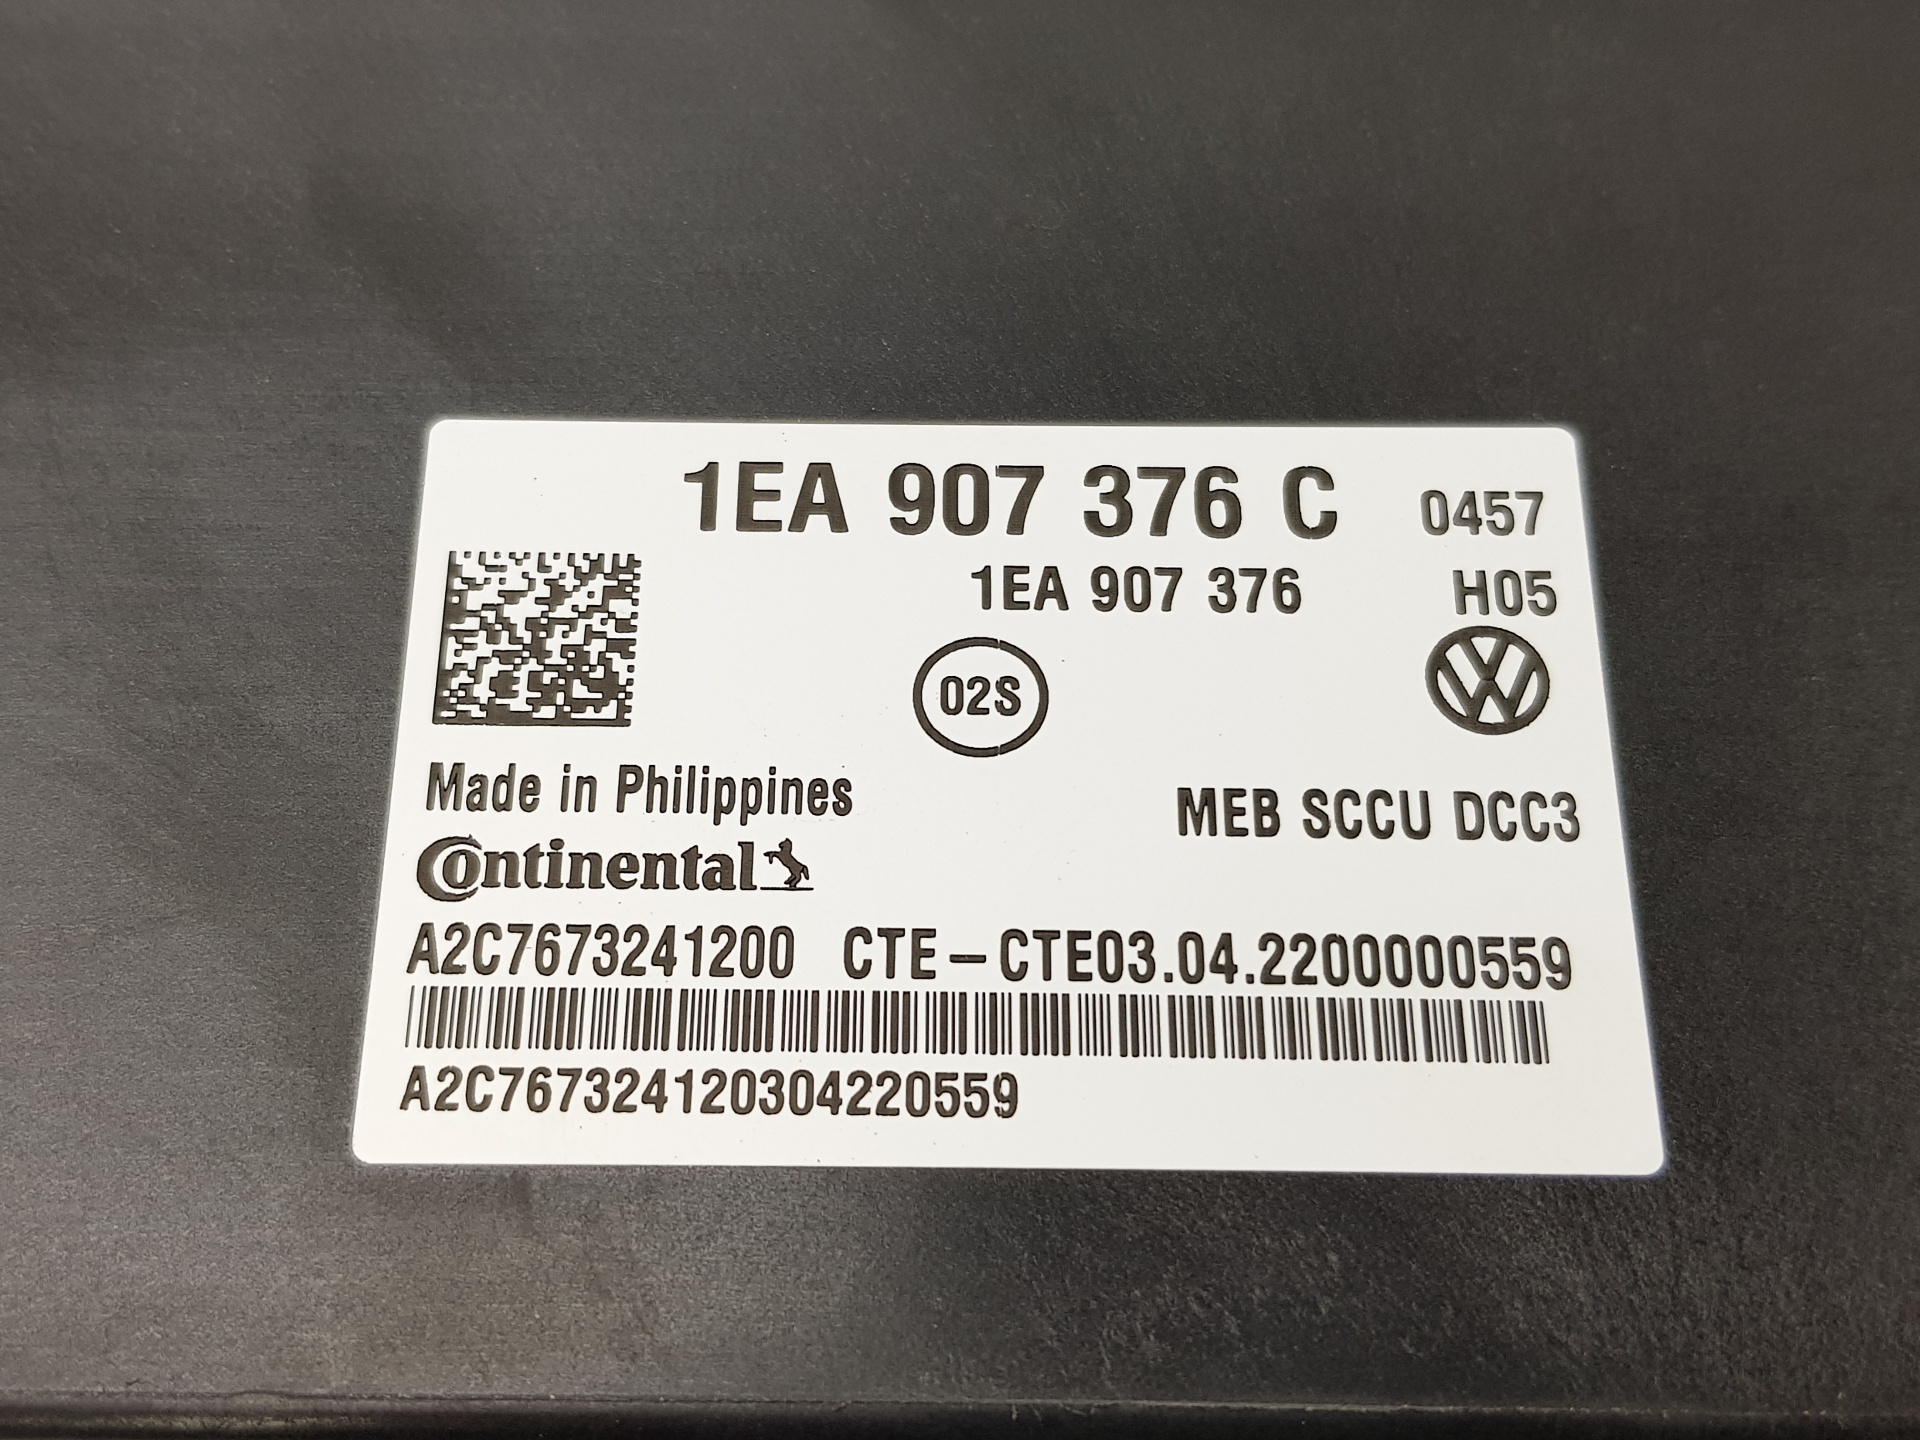 1EA 907 376 C 0457
1EA 907 376 H05
02S
Made in Philippines
MEB SCCU DCC3
Continental
A2C7673241200 CTE-CTE03.04.2200000559
A2C767324120304220559